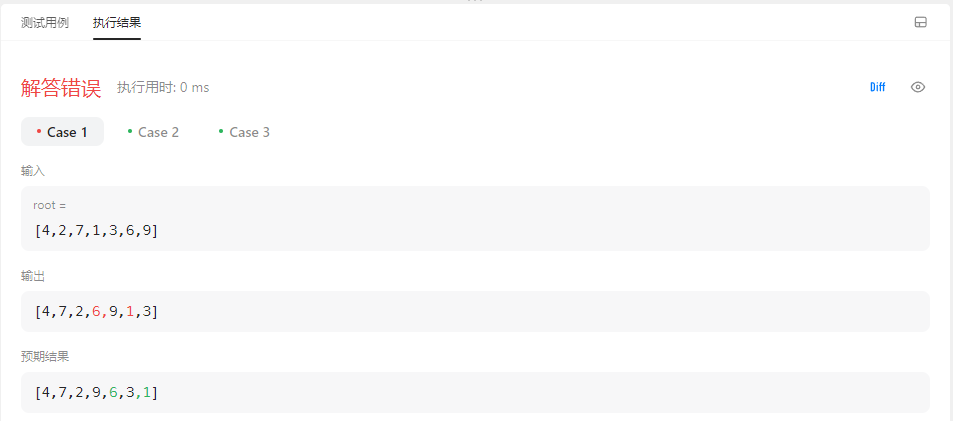 测试用例 执行结果
解答错误 执行用时: 0 ms Diff
Case 1 Case 2 Case 3
输入
root =
[4,2,7,1,3,6,9]
输出
[4,7,2,6,9,1,3]
预期结果
[4,7,2,9,6,3,1]